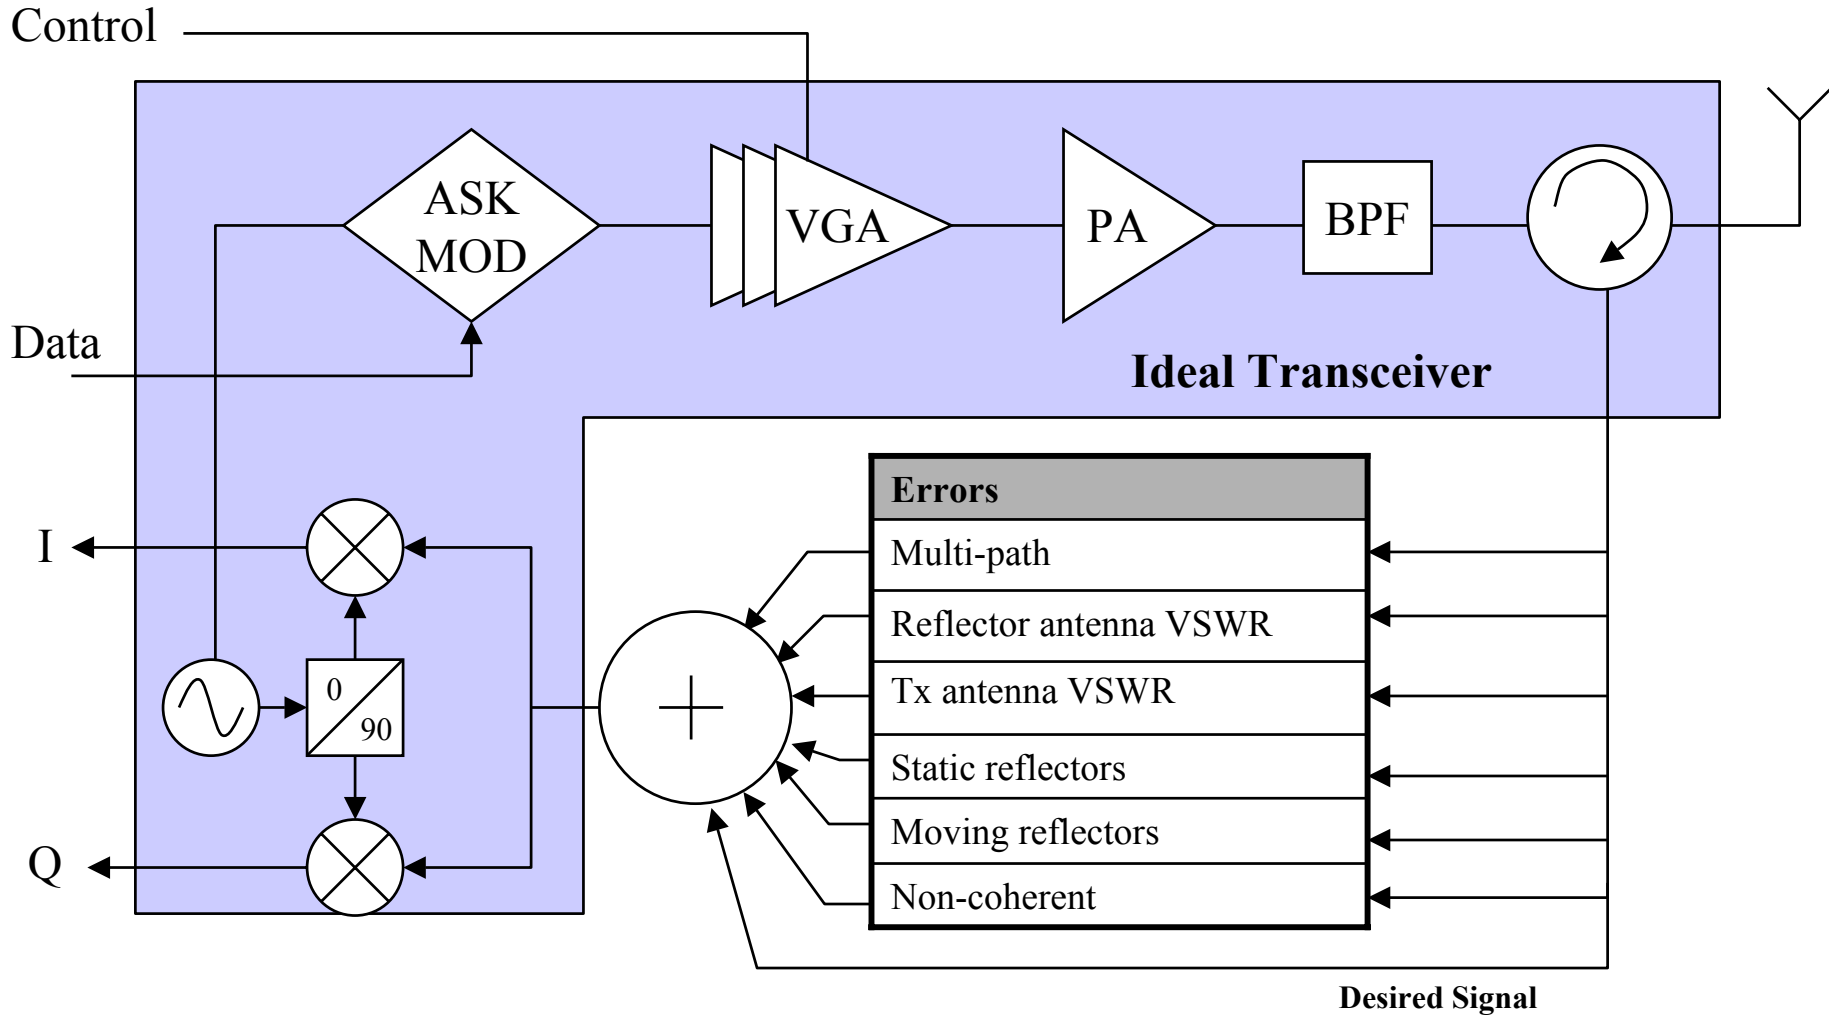 Control
ASK
MOD
VGA
PA
BPF
Data
Ideal Transceiver
Errors
Multi-path
Reflector antenna VSWR
Tx antenna VSWR
Static reflectors
Moving reflectors
Non-coherent
I
0
90
Q
Desired Signal